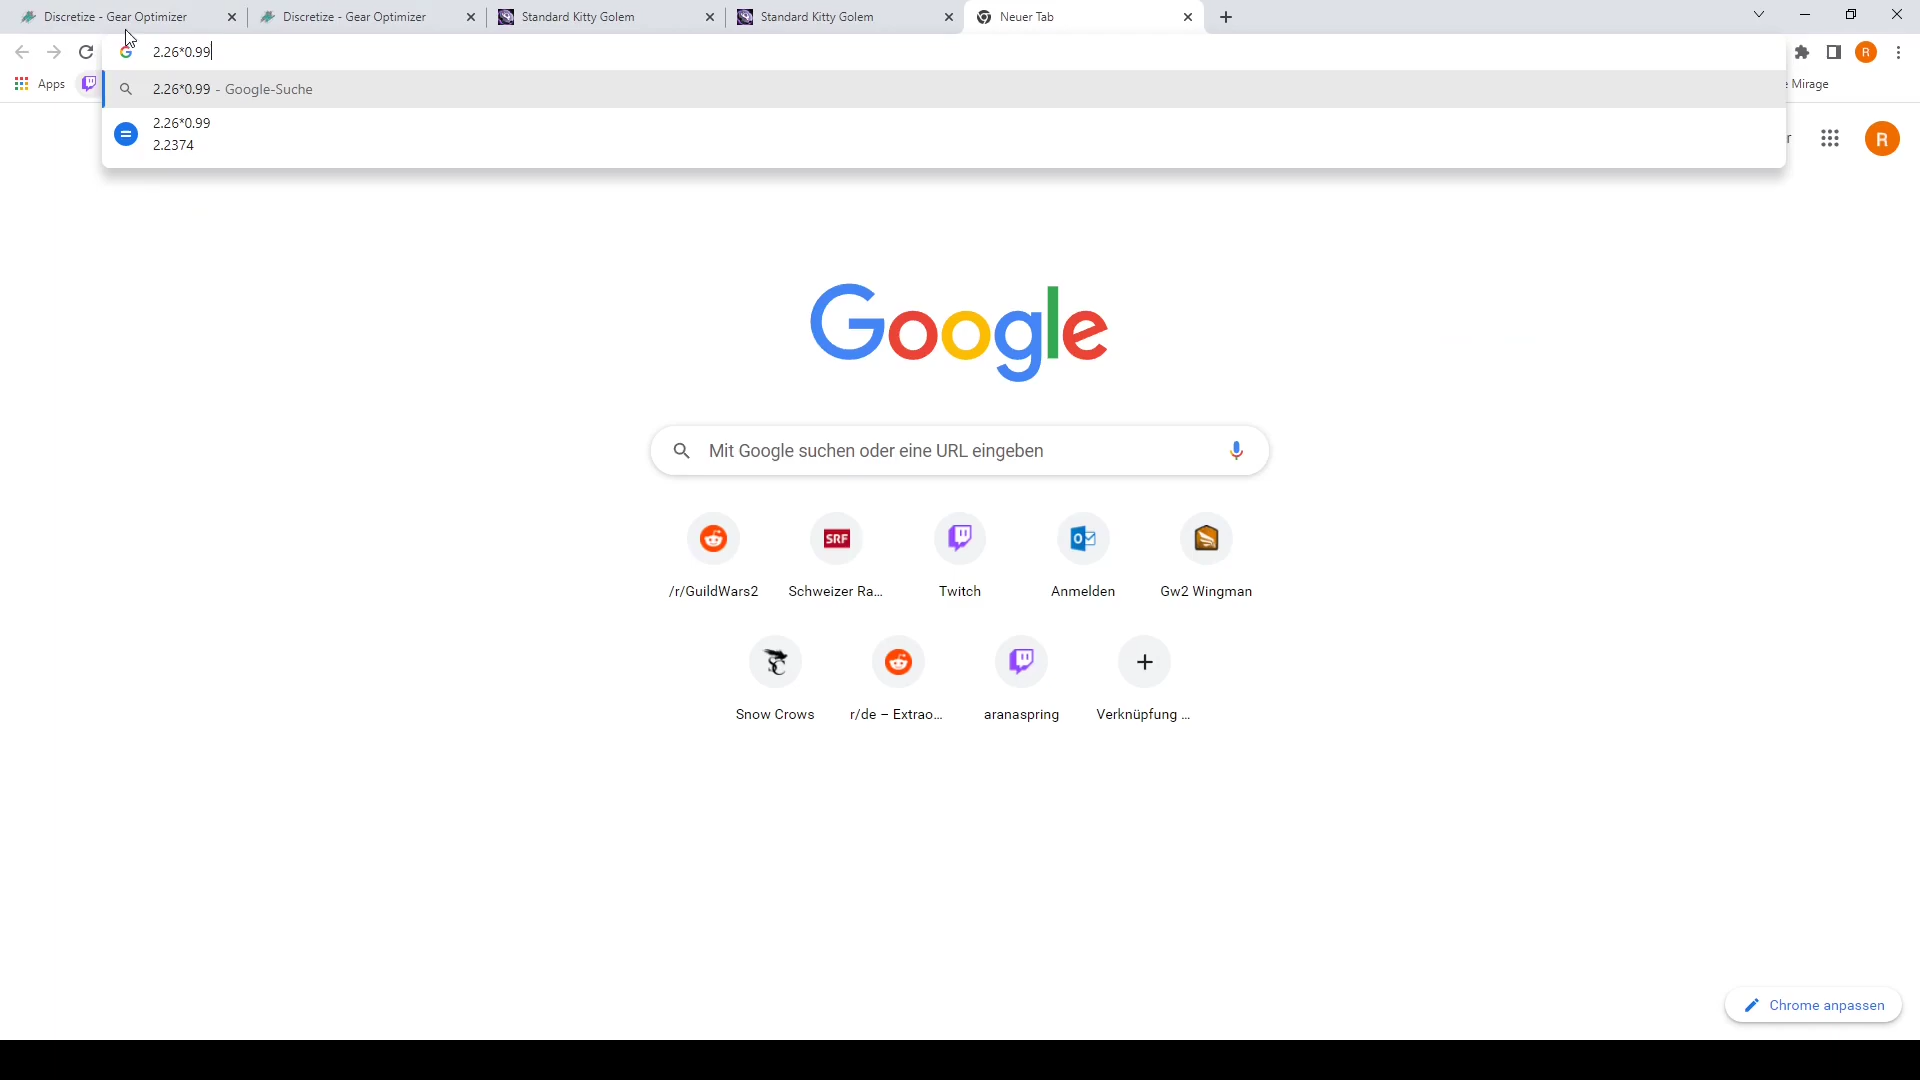 Discretize - Gear Optimizer
Discretize - Gear Optimizer
Standard Kitty Golem
Standard Kitty Golem
Neuer Tab
2.26*0.99
R
Apps
2.26*0.99 - Google-Suche
Mirage
2.26*0.99
2.2374
r
R
Google
Mit Google suchen oder eine URL eingeben
SRF
/r/GuildWars2
Schweizer Ra...
Twitch
Anmelden
Gw2 Wingman
Snow Crows
r/de – Extrao...
aranaspring
Verknüpfung ...
Chrome anpassen